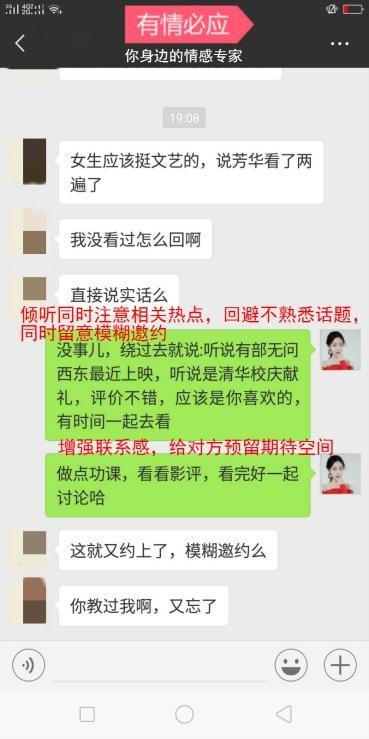 有情必应
你身边的情感专家
19:08
女生应该挺文艺的，说芳华看了两
遍了
我没看过怎么回啊
直接说实话么
倾听同时注意相关热点，回避不熟悉话题，
同时留意模糊邀约
没事儿，绕过去就说:听说有部无问
西东最近上映，听说是清华校庆献
礼，评价不错，应该是你喜欢的，
有时间一起去看
增强联系感，给对方预留期待空间
做点功课，看看影评，看完好一起
讨论哈
这就又约上了，模糊邀约么
你教过我啊，又忘了